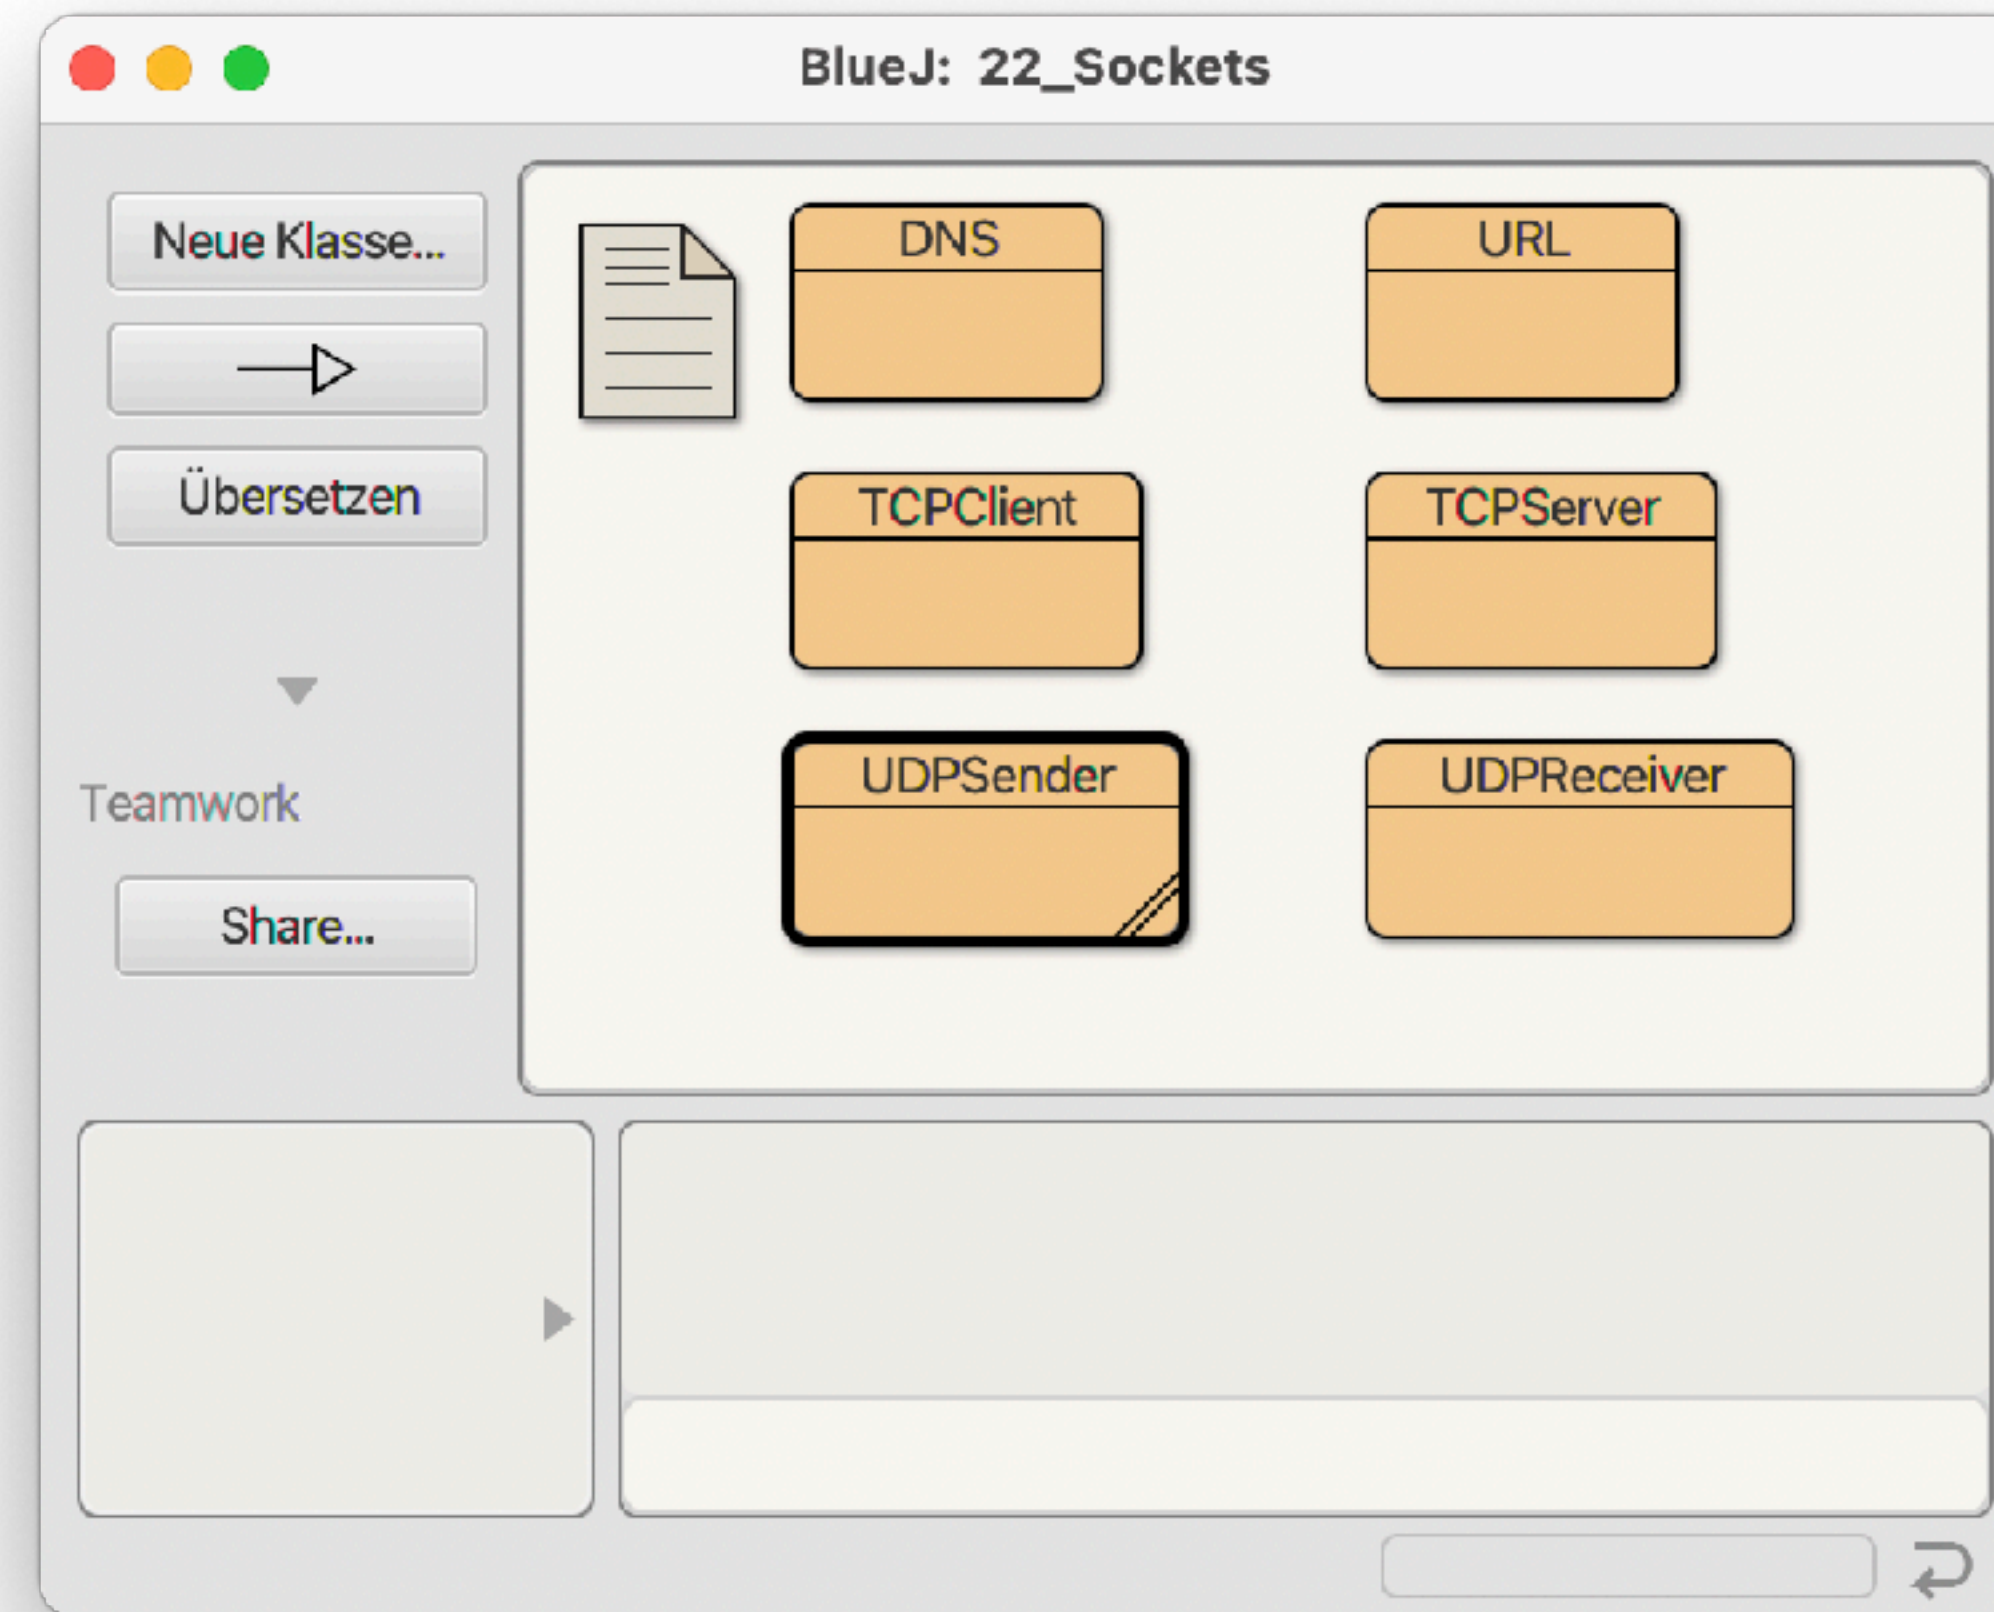 BlueJ: 22_Sockets
Neue Klasse...
Übersetzen
Teamwork
Share...
DNS
URL
TCPClient
TCPServer
UDPSender
UDPReceiver